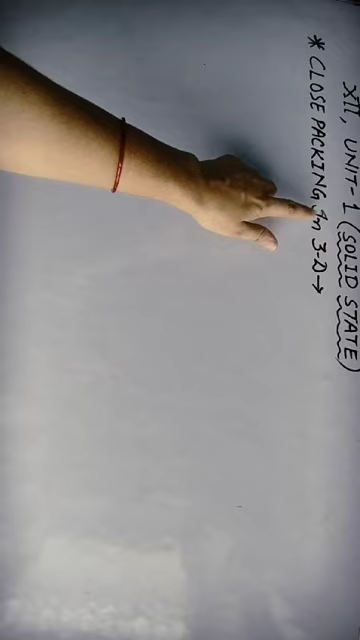 XII, UNIT-1 (SOLID STATE)
* CLOSE PACKING In 3-D →